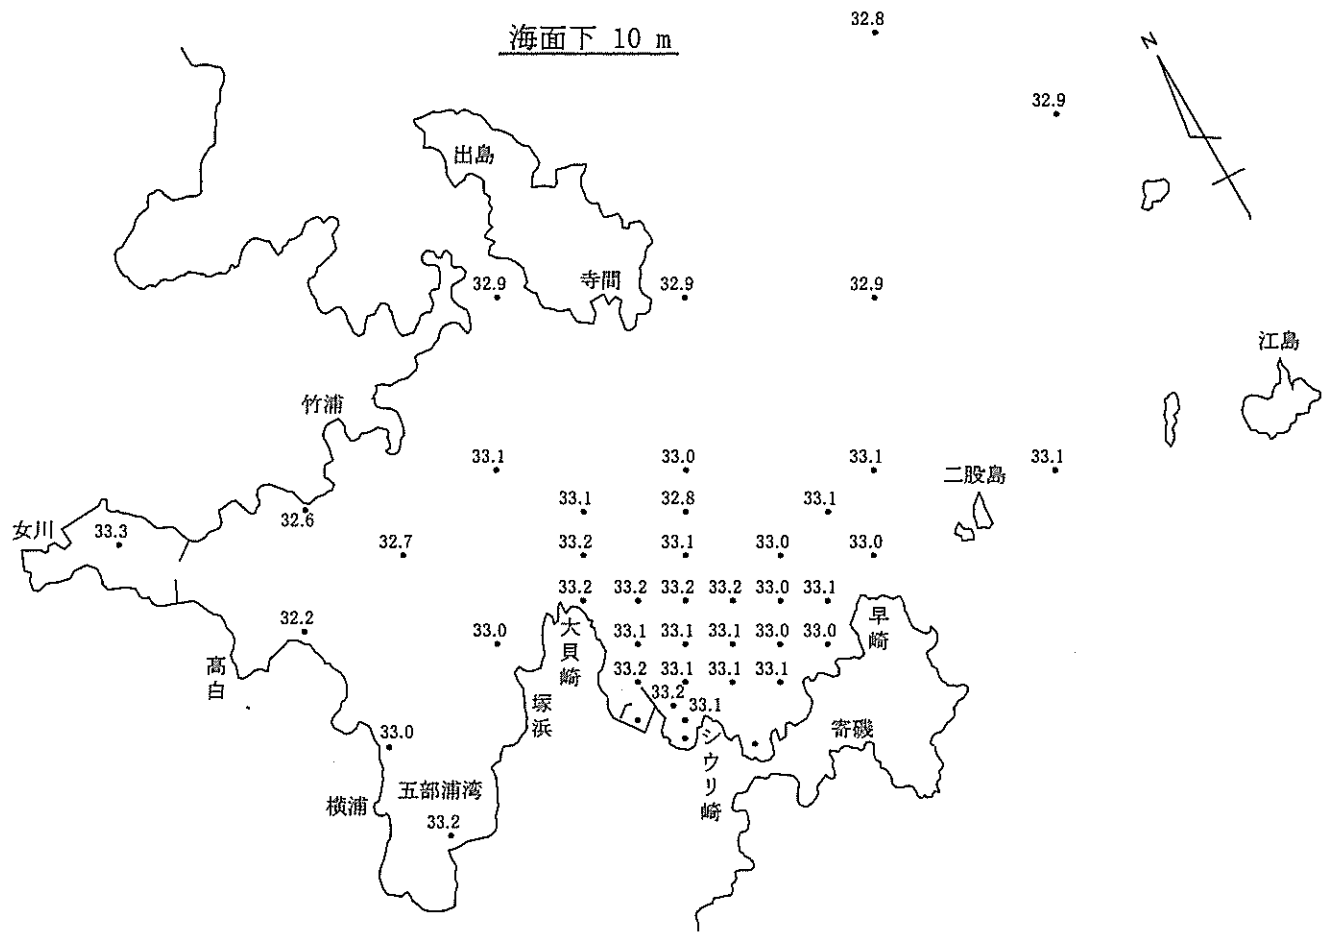 海面下 10 m
32.8
N
32.9
出島
寺間
32.9 32.9 32.9
江島
竹浦
33.1 33.0 33.1 33.1
二股島
33.1 32.8 33.1
32.6
女川
33.3
32.7 33.2 33.1 33.0 33.0
33.2 33.2 33.2 33.2 33.0 33.1
32.2
33.0
大貝崎
33.1 33.1 33.1 33.0 33.0
早崎
高白
33.2 33.1 33.1 33.1
塚浜
33.2
33.1
シウリ崎
寄磯
33.0
五部浦湾
横浦
33.2